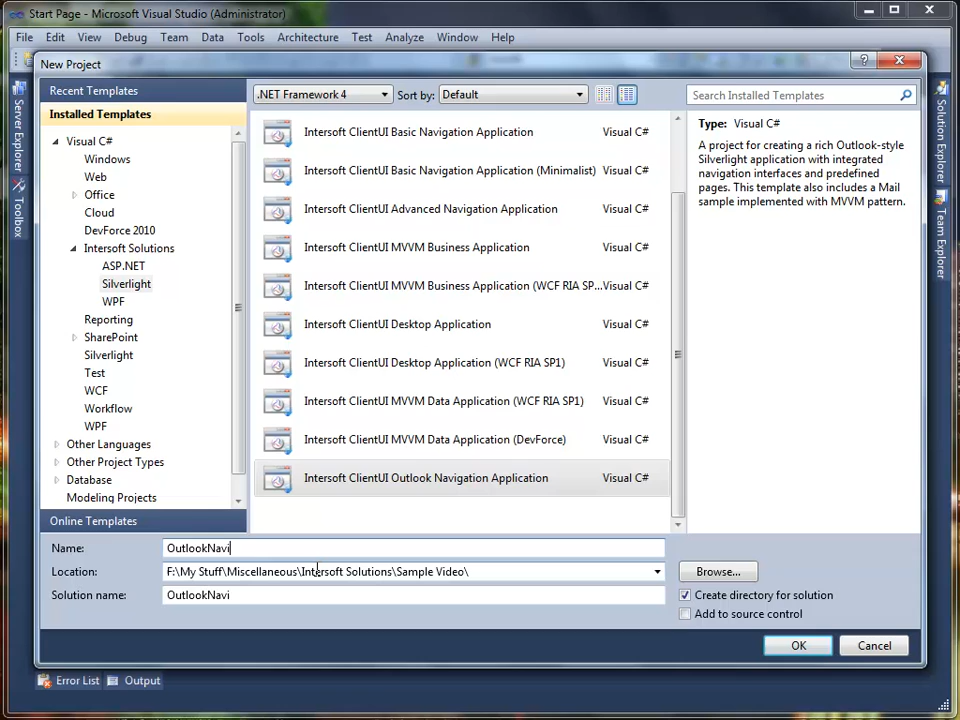 Start Page - Microsoft Visual Studio (Administrator)
File Edit View Debug Team Data Tools Architecture Test Analyze Window Help
New Project
Recent Templates
Installed Templates
.NET Framework 4
Sort by: Default
Search Installed Templates
Visual C#
Windows
Web
Office
Cloud
DevForce 2010
Intersoft Solutions
ASP.NET
Silverlight
WPF
Reporting
SharePoint
Silverlight
Test
WCF
Workflow
WPF
Other Languages
Other Project Types
Database
Modeling Projects
Online Templates
Intersoft ClientUI Basic Navigation Application Visual C#
Intersoft ClientUI Basic Navigation Application (Minimalist) Visual C#
Intersoft ClientUI Advanced Navigation Application Visual C#
Intersoft ClientUI MVVM Business Application Visual C#
Intersoft ClientUI MVVM Business Application (WCF RIA SP... Visual C#
Intersoft ClientUI Desktop Application Visual C#
Intersoft ClientUI Desktop Application (WCF RIA SP1) Visual C#
Intersoft ClientUI MVVM Data Application (WCF RIA SP1) Visual C#
Intersoft ClientUI MVVM Data Application (DevForce) Visual C#
Intersoft ClientUI Outlook Navigation Application Visual C#
Type: Visual C#
A project for creating a rich Outlook-style
Silverlight application with integrated
navigation interfaces and predefined
pages. This template also includes a Mail
sample implemented with MVVM pattern.
Name: OutlookNavi
Location: F:\My Stuff\Miscellaneous\Intersoft Solutions\Sample Video\
Browse...
Solution name: OutlookNavi
Create directory for solution
Add to source control
OK
Cancel
Server Explorer
Toolbox
Solution Explorer
Team Explorer
Error List
Output